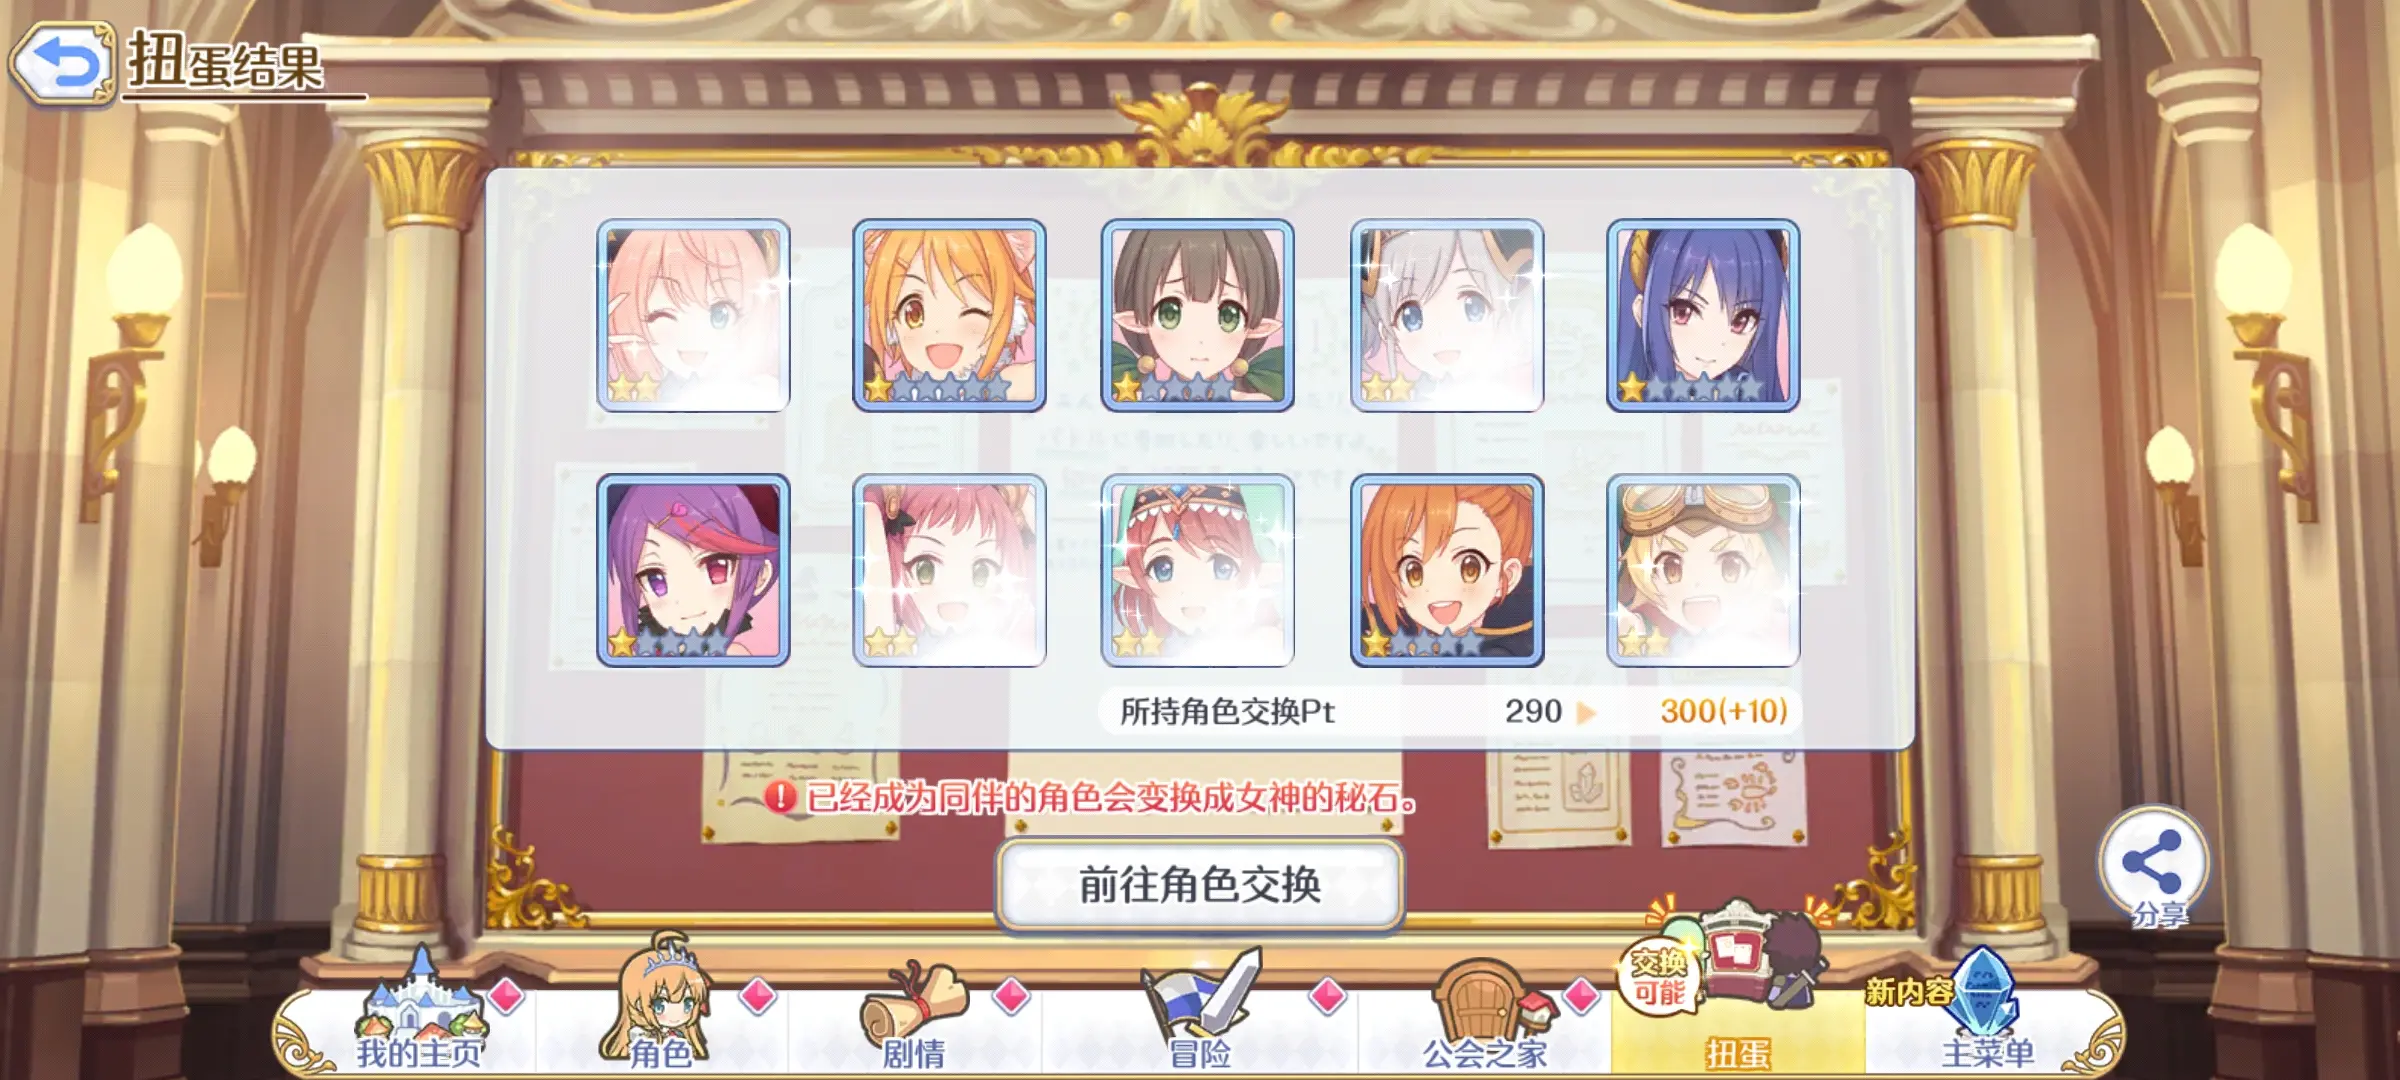 扭蛋结果
所持角色交换Pt 290 300(+10)
已经成为同伴的角色会变换成女神的秘石。
前往角色交换
分享
交换
可能
新内容
我的主页
角色
剧情
冒险
公会之家
扭蛋
主菜单